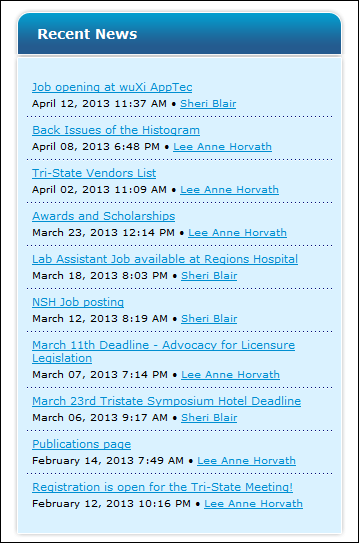 Recent News
Job opening at wuXi AppTec
April 12, 2013 11:37 AM • Sheri Blair
Back Issues of the Histogram
April 08, 2013 6:48 PM • Lee Anne Horvath
Tri-State Vendors List
April 02, 2013 11:09 AM • Lee Anne Horvath
Awards and Scholarships
March 23, 2013 12:14 PM • Lee Anne Horvath
Lab Assistant Job available at Regions Hospital
March 18, 2013 8:03 PM • Sheri Blair
NSH Job posting
March 12, 2013 8:19 AM • Sheri Blair
March 11th Deadline - Advocacy for Licensure
Legislation
March 07, 2013 7:14 PM • Lee Anne Horvath
March 23rd Tristate Symposium Hotel Deadline
March 06, 2013 9:17 AM • Sheri Blair
Publications page
February 14, 2013 7:49 AM • Lee Anne Horvath
Registration is open for the Tri-State Meeting!
February 12, 2013 10:16 PM • Lee Anne Horvath